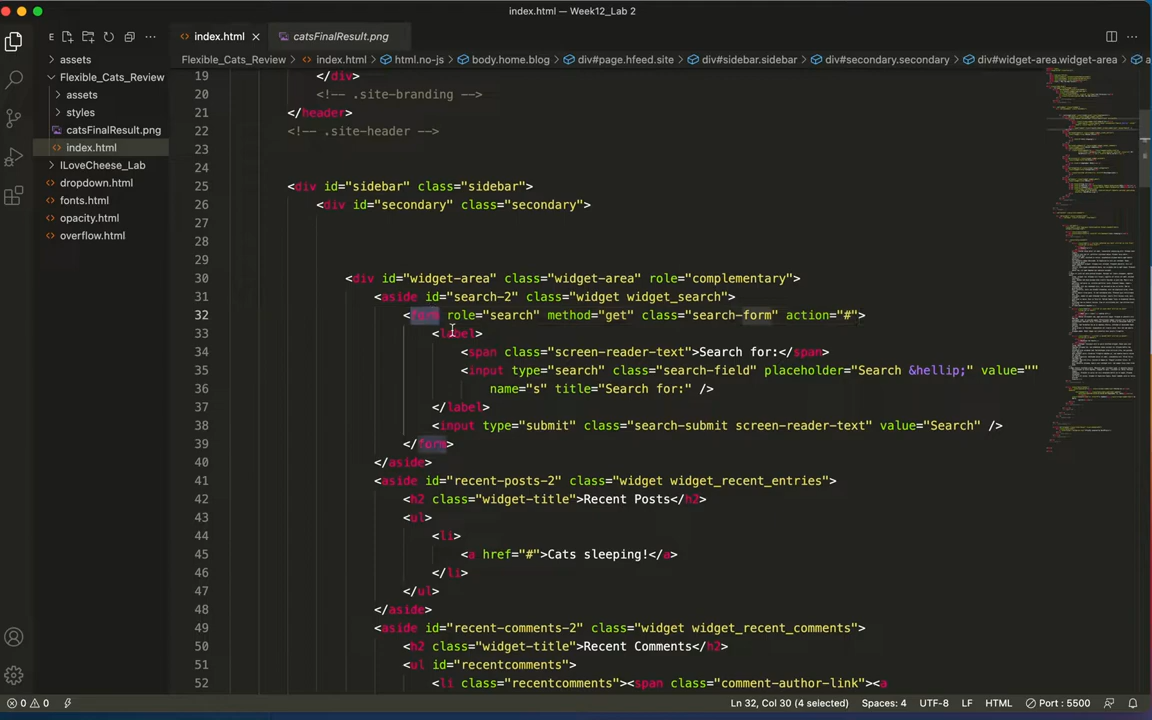 index.html — Week12_Lab 2
E
index.html
catsFinalResult.png
Flexible_Cats_Review > index.html > html.no-js > body.home.blog > div#page.hfeed.site > div#sidebar.sidebar > div#secondary.secondary > div#widget-area.widget-area > a
assets
Flexible_Cats_Review
assets
styles
catsFinalResult.png
index.html
ILoveCheese_Lab
dropdown.html
fonts.html
opacity.html
overflow.html
19 </div>
20 <!-- .site-branding -->
21 </header>
22 <!-- .site-header -->
23
24
25 <div id="sidebar" class="sidebar">
26 <div id="secondary" class="secondary">
27
28
29
30 <div id="widget-area" class="widget-area" role="complementary">
31 <aside id="search-2" class="widget widget_search">
32 <form role="search" method="get" class="search-form" action="#">
33 <label>
34 <span class="screen-reader-text">Search for:</span>
35 <input type="search" class="search-field" placeholder="Search &hellip;" value=""
36 name="s" title="Search for:" />
37 </label>
38 <input type="submit" class="search-submit screen-reader-text" value="Search" />
39 </form>
40 </aside>
41 <aside id="recent-posts-2" class="widget widget_recent_entries">
42 <h2 class="widget-title">Recent Posts</h2>
43 <ul>
44 <li>
45 <a href="#">Cats sleeping!</a>
46 </li>
47 </ul>
48 </aside>
49 <aside id="recent-comments-2" class="widget widget_recent_comments">
50 <h2 class="widget-title">Recent Comments</h2>
51 <ul id="recentcomments">
52 <li class="recentcomments"><span class="comment-author-link"><a
0 0 Ln 32, Col 30 (4 selected) Spaces: 4 UTF-8 LF HTML Port : 5500